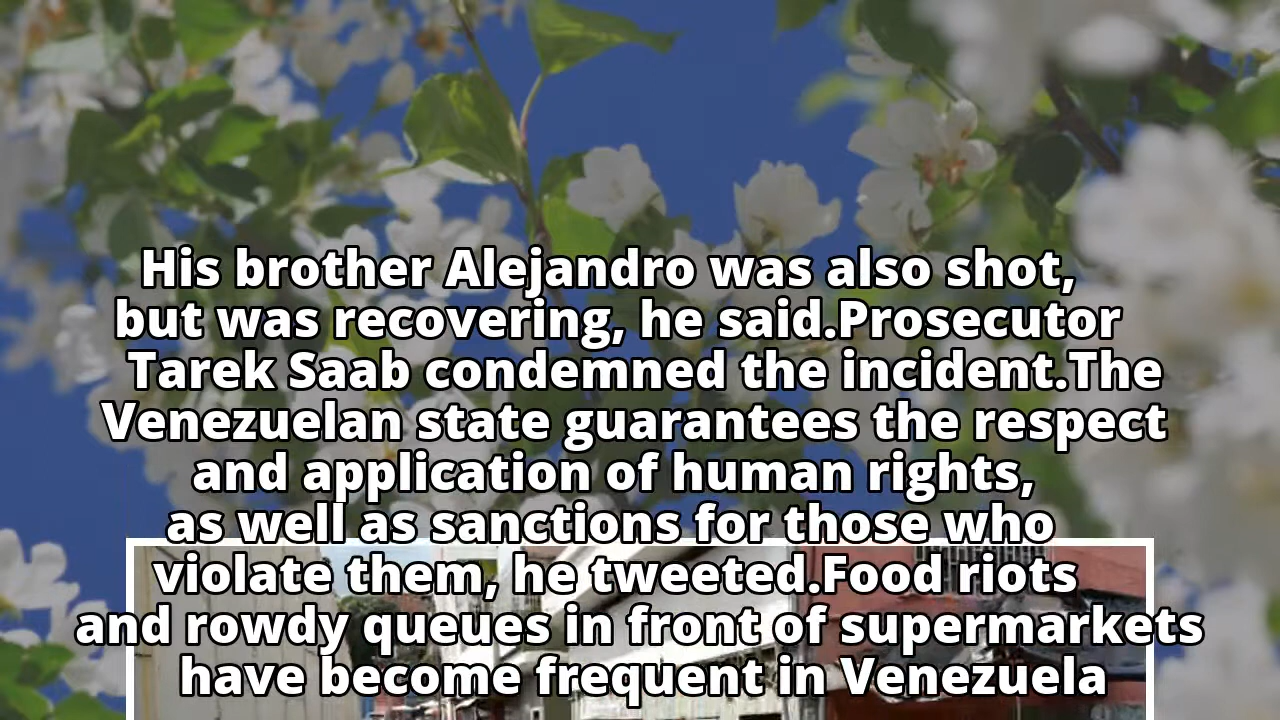 His brother Alejandro was also shot,
but was recovering, he said.Prosecutor
Tarek Saab condemned the incident.The
Venezuelan state guarantees the respect
and application of human rights,
as well as sanctions for those who
violate them, he tweeted.Food riots
and rowdy queues in front of supermarkets
have become frequent in Venezuela